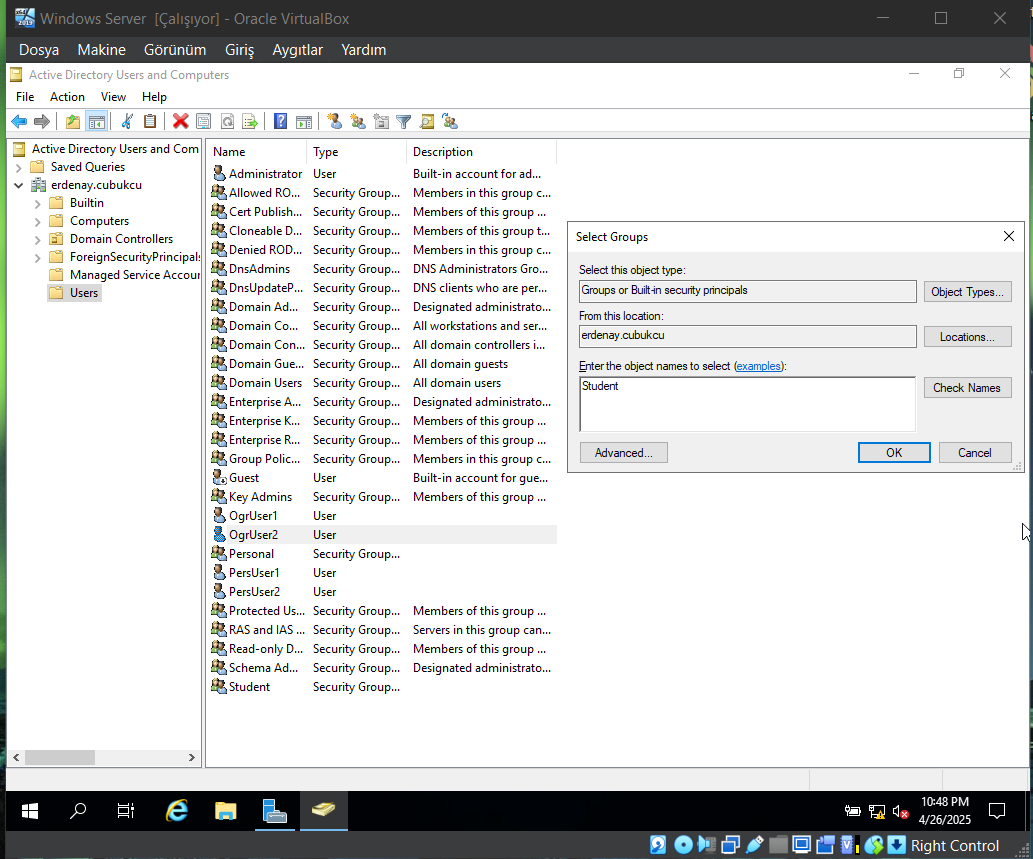 Windows Server [Çalışıyor] - Oracle VirtualBox
Dosya Makine Görünüm Giriş Aygıtlar Yardım
Active Directory Users and Computers
File Action View Help
Active Directory Users and Com
Saved Queries
erdenay.cubukcu
Builtin
Computers
Domain Controllers
ForeignSecurityPrincipals
Managed Service Accour
Users
Name Type Description
Administrator User Built-in account for ad...
Allowed RO... Security Group... Members in this group c...
Cert Publish... Security Group... Members of this group ...
Cloneable D... Security Group... Members of this group t...
Denied ROD... Security Group... Members in this group c...
DnsAdmins Security Group... DNS Administrators Gro...
DnsUpdateP... Security Group... DNS clients who are per...
Domain Ad... Security Group... Designated administrato...
Domain Co... Security Group... All workstations and ser...
Domain Con... Security Group... All domain controllers i...
Domain Gue... Security Group... All domain guests
Domain Users Security Group... All domain users
Enterprise A... Security Group... Designated administrato...
Enterprise K... Security Group... Members of this group ...
Enterprise R... Security Group... Members of this group ...
Group Polic... Security Group... Members in this group c...
Guest User Built-in account for gue...
Key Admins Security Group... Members of this group ...
OgrUser1 User
OgrUser2 User
Personal Security Group...
PersUser1 User
PersUser2 User
Protected Us... Security Group... Members of this group ...
RAS and IAS ... Security Group... Servers in this group can...
Read-only D... Security Group... Members of this group ...
Schema Ad... Security Group... Designated administrato...
Student Security Group...
Select Groups
Select this object type:
Groups or Built-in security principals Object Types...
From this location:
erdenay.cubukcu Locations...
Enter the object names to select (examples):
Student Check Names
Advanced... OK Cancel
10:48 PM
4/26/2025
Right Control